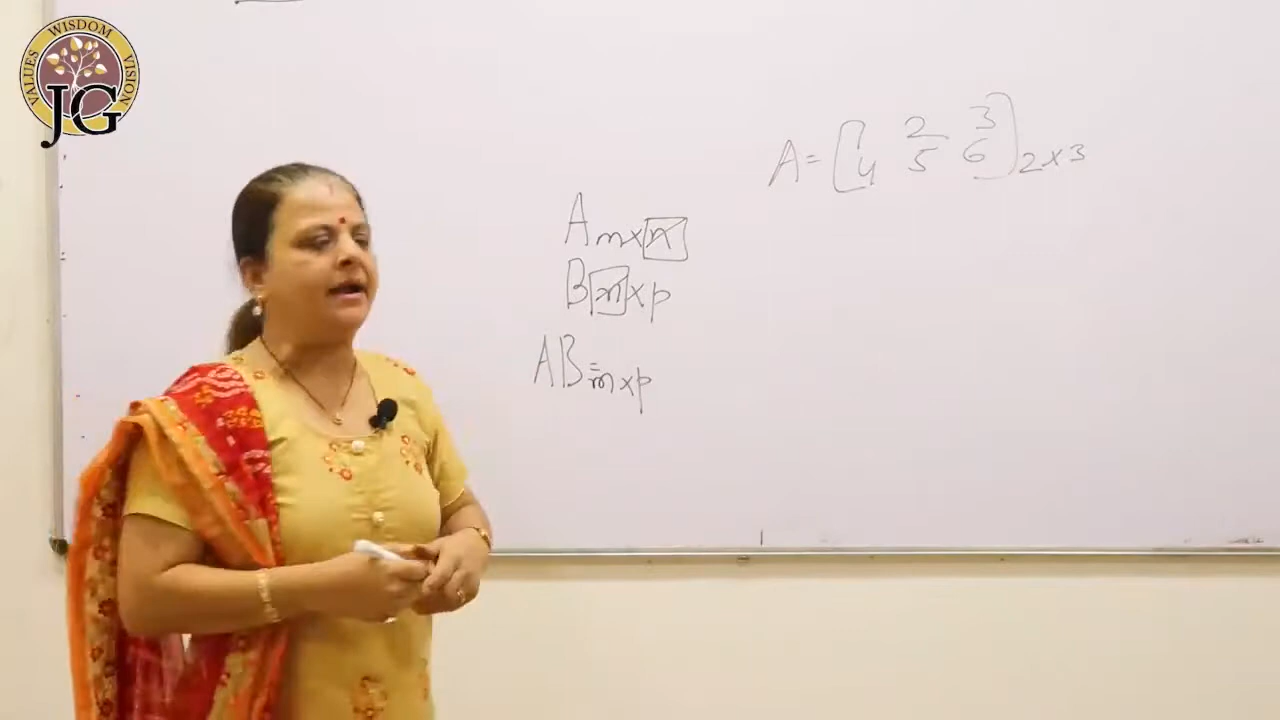 VALUES WISDOM VISION
JG
A = [1 2 3
4 5 6] 2×3
A m×n
B n×p
AB = m×p